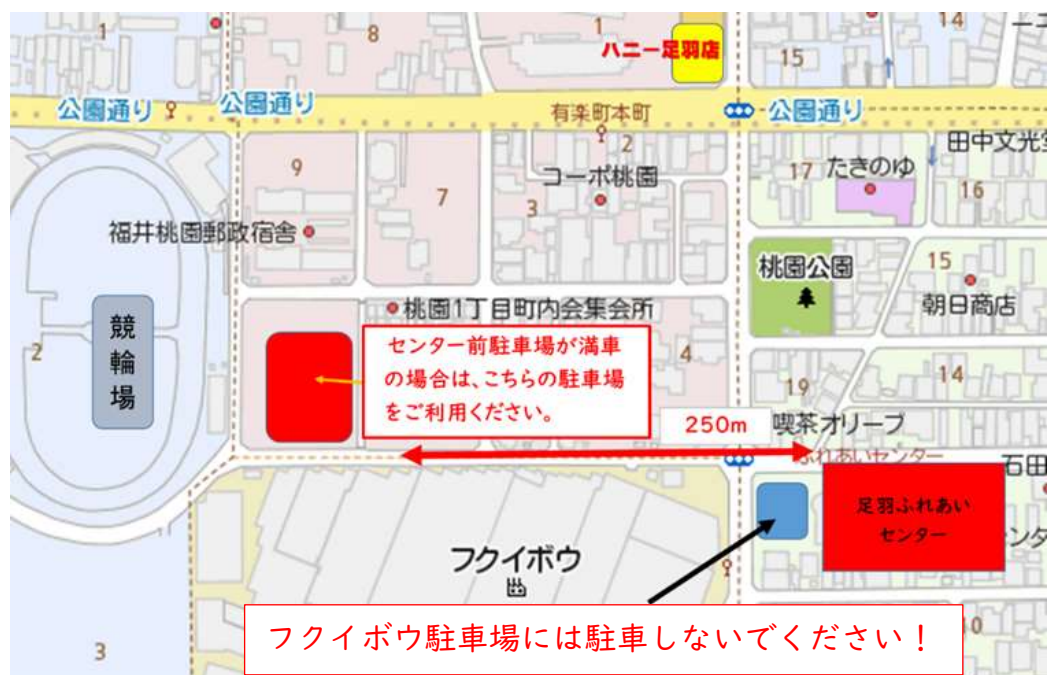 1
8
1
ハニー足羽店
15
14
公園通り
公園通り
有楽町本町
公園通り
9
7
2
コーポ桃園
3
17
たきのゆ
田中文光堂
16
福井桃園郵政宿舎
桃園公園
15
朝日商店
競輪場
2
桃園1丁目町内会集会所
センター前駐車場が満車
の場合は、こちらの駐車場
をご利用ください。
4
19
14
250m
喫茶オリーブ
ふれあいセンター
石田
足羽ふれあい
センター
ンタ
11
フクイボウ
フクイボウ駐車場には駐車しないでください!
10
3